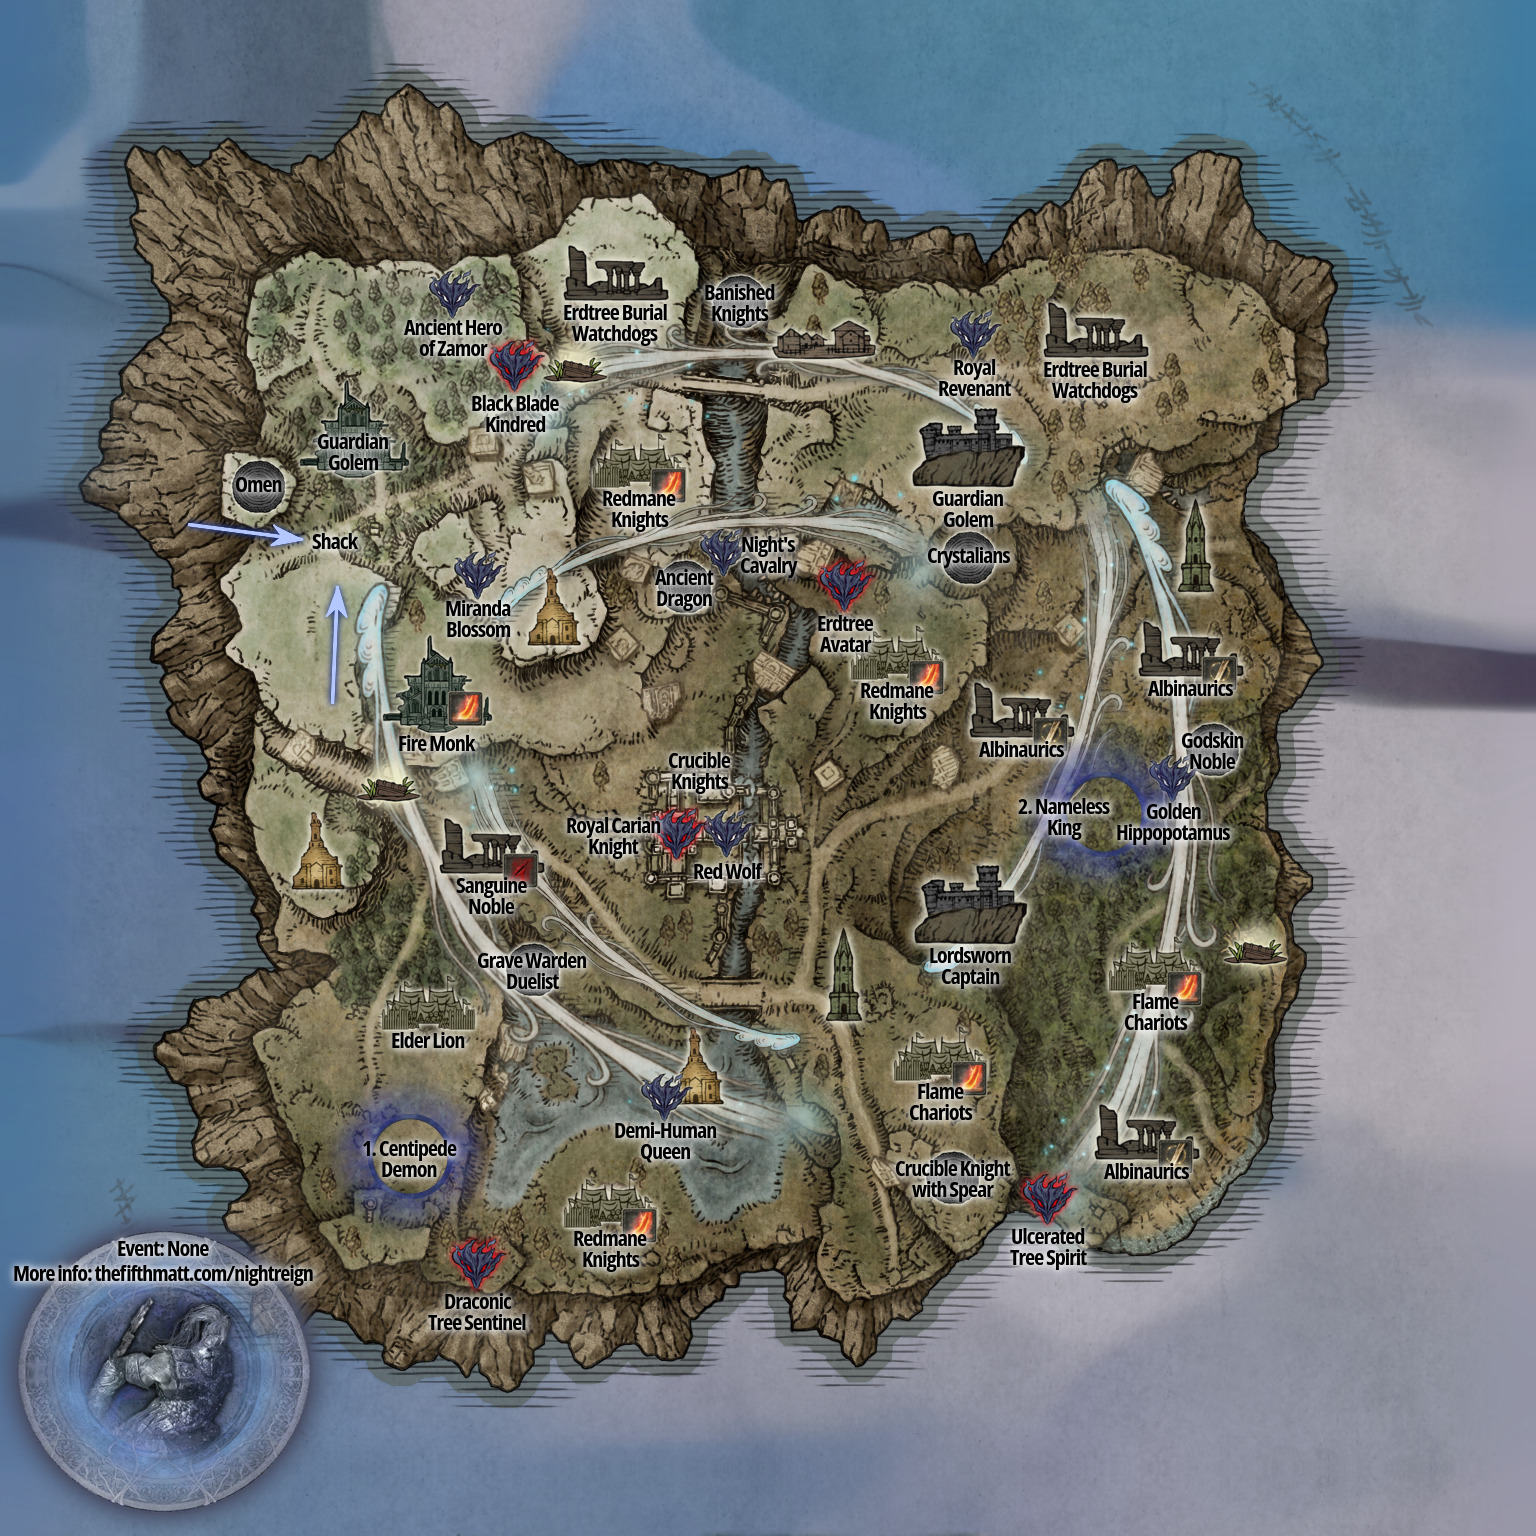 Ancient Hero
of Zamor
Erdtree Burial
Watchdogs
Banished
Knights
Black Blade
Kindred
Royal
Revenant
Erdtree Burial
Watchdogs
Guardian
Golem
Omen
Redmane
Knights
Guardian
Golem
Shack
Night's
Cavalry
Crystalians
Ancient
Dragon
Miranda
Blossom
Erdtree
Avatar
Redmane
Knights
Albinaurics
Fire Monk
Albinaurics
Godskin
Noble
Crucible
Knights
2. Nameless
King
Golden
Hippopotamus
Royal Carian
Knight
Red Wolf
Sanguine
Noble
Grave Warden
Duelist
Lordsworn
Captain
Flame
Chariots
Elder Lion
Flame
Chariots
Demi-Human
Queen
1. Centipede
Demon
Crucible Knight
with Spear
Albinaurics
Redmane
Knights
Ulcerated
Tree Spirit
Draconic
Tree Sentinel
Event: None
More info: thefifthmatt.com/nightreign